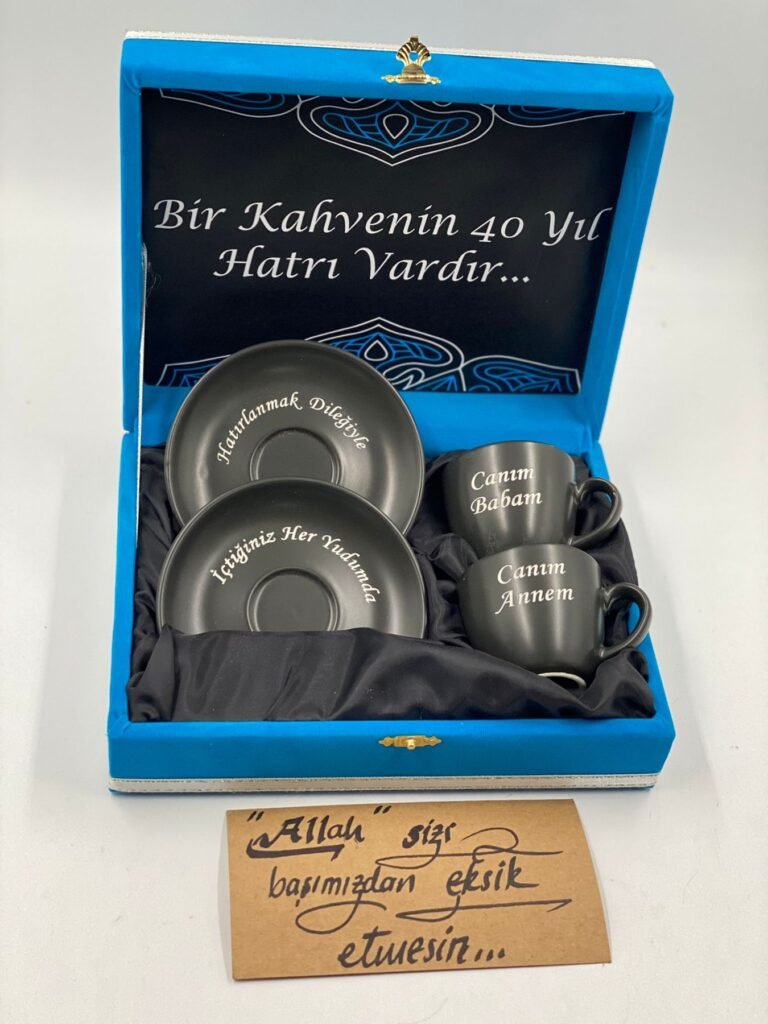 Bir Kahvenin 40 Yıl
Hatrı Vardır...
Hatırlanmak Dileğiyle
İçtiğiniz Her Yudumda
Canım
Babam
Canım
Annem
"Allah" sizi
başımızdan eksik
etmesin...